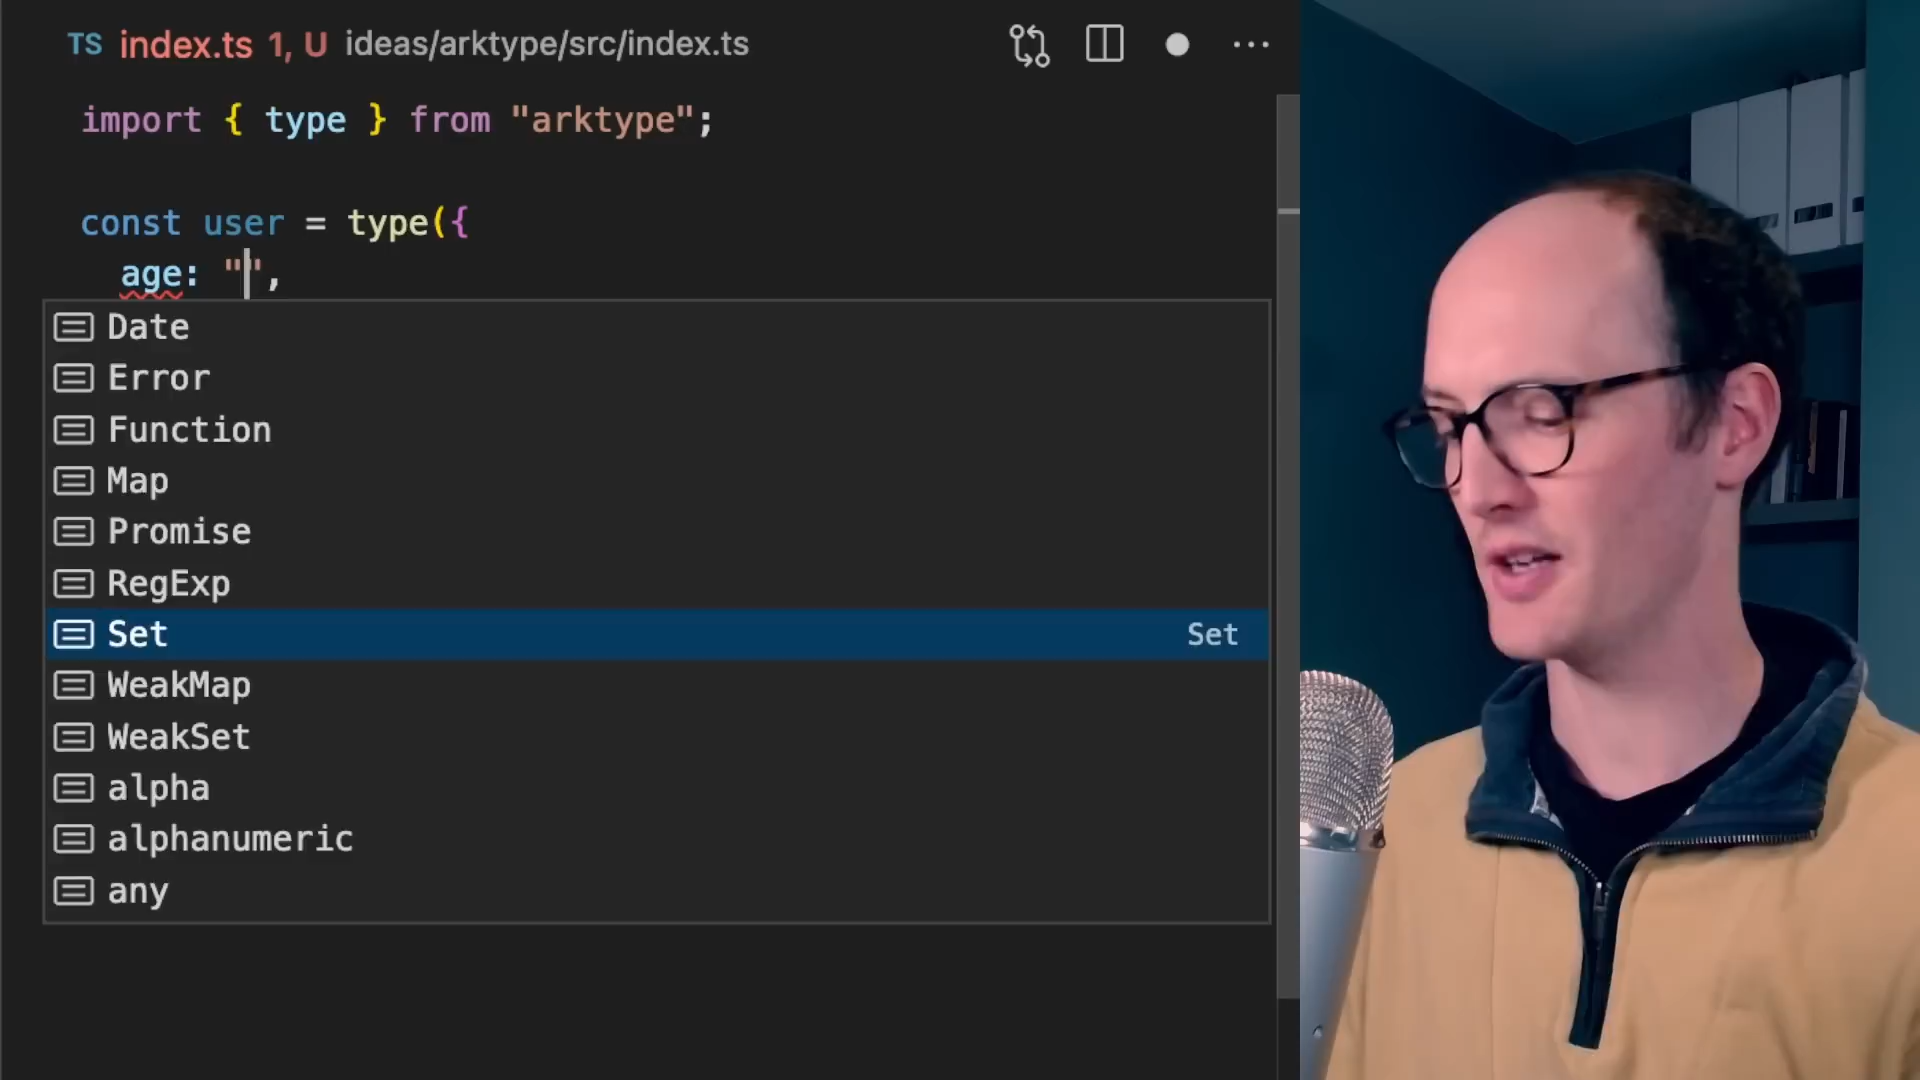 TS index.ts 1, U ideas/arktype/src/index.ts
import { type } from "arktype";
const user = type({
age: "",
Date
Error
Function
Map
Promise
RegExp
Set Set
WeakMap
WeakSet
alpha
alphanumeric
any